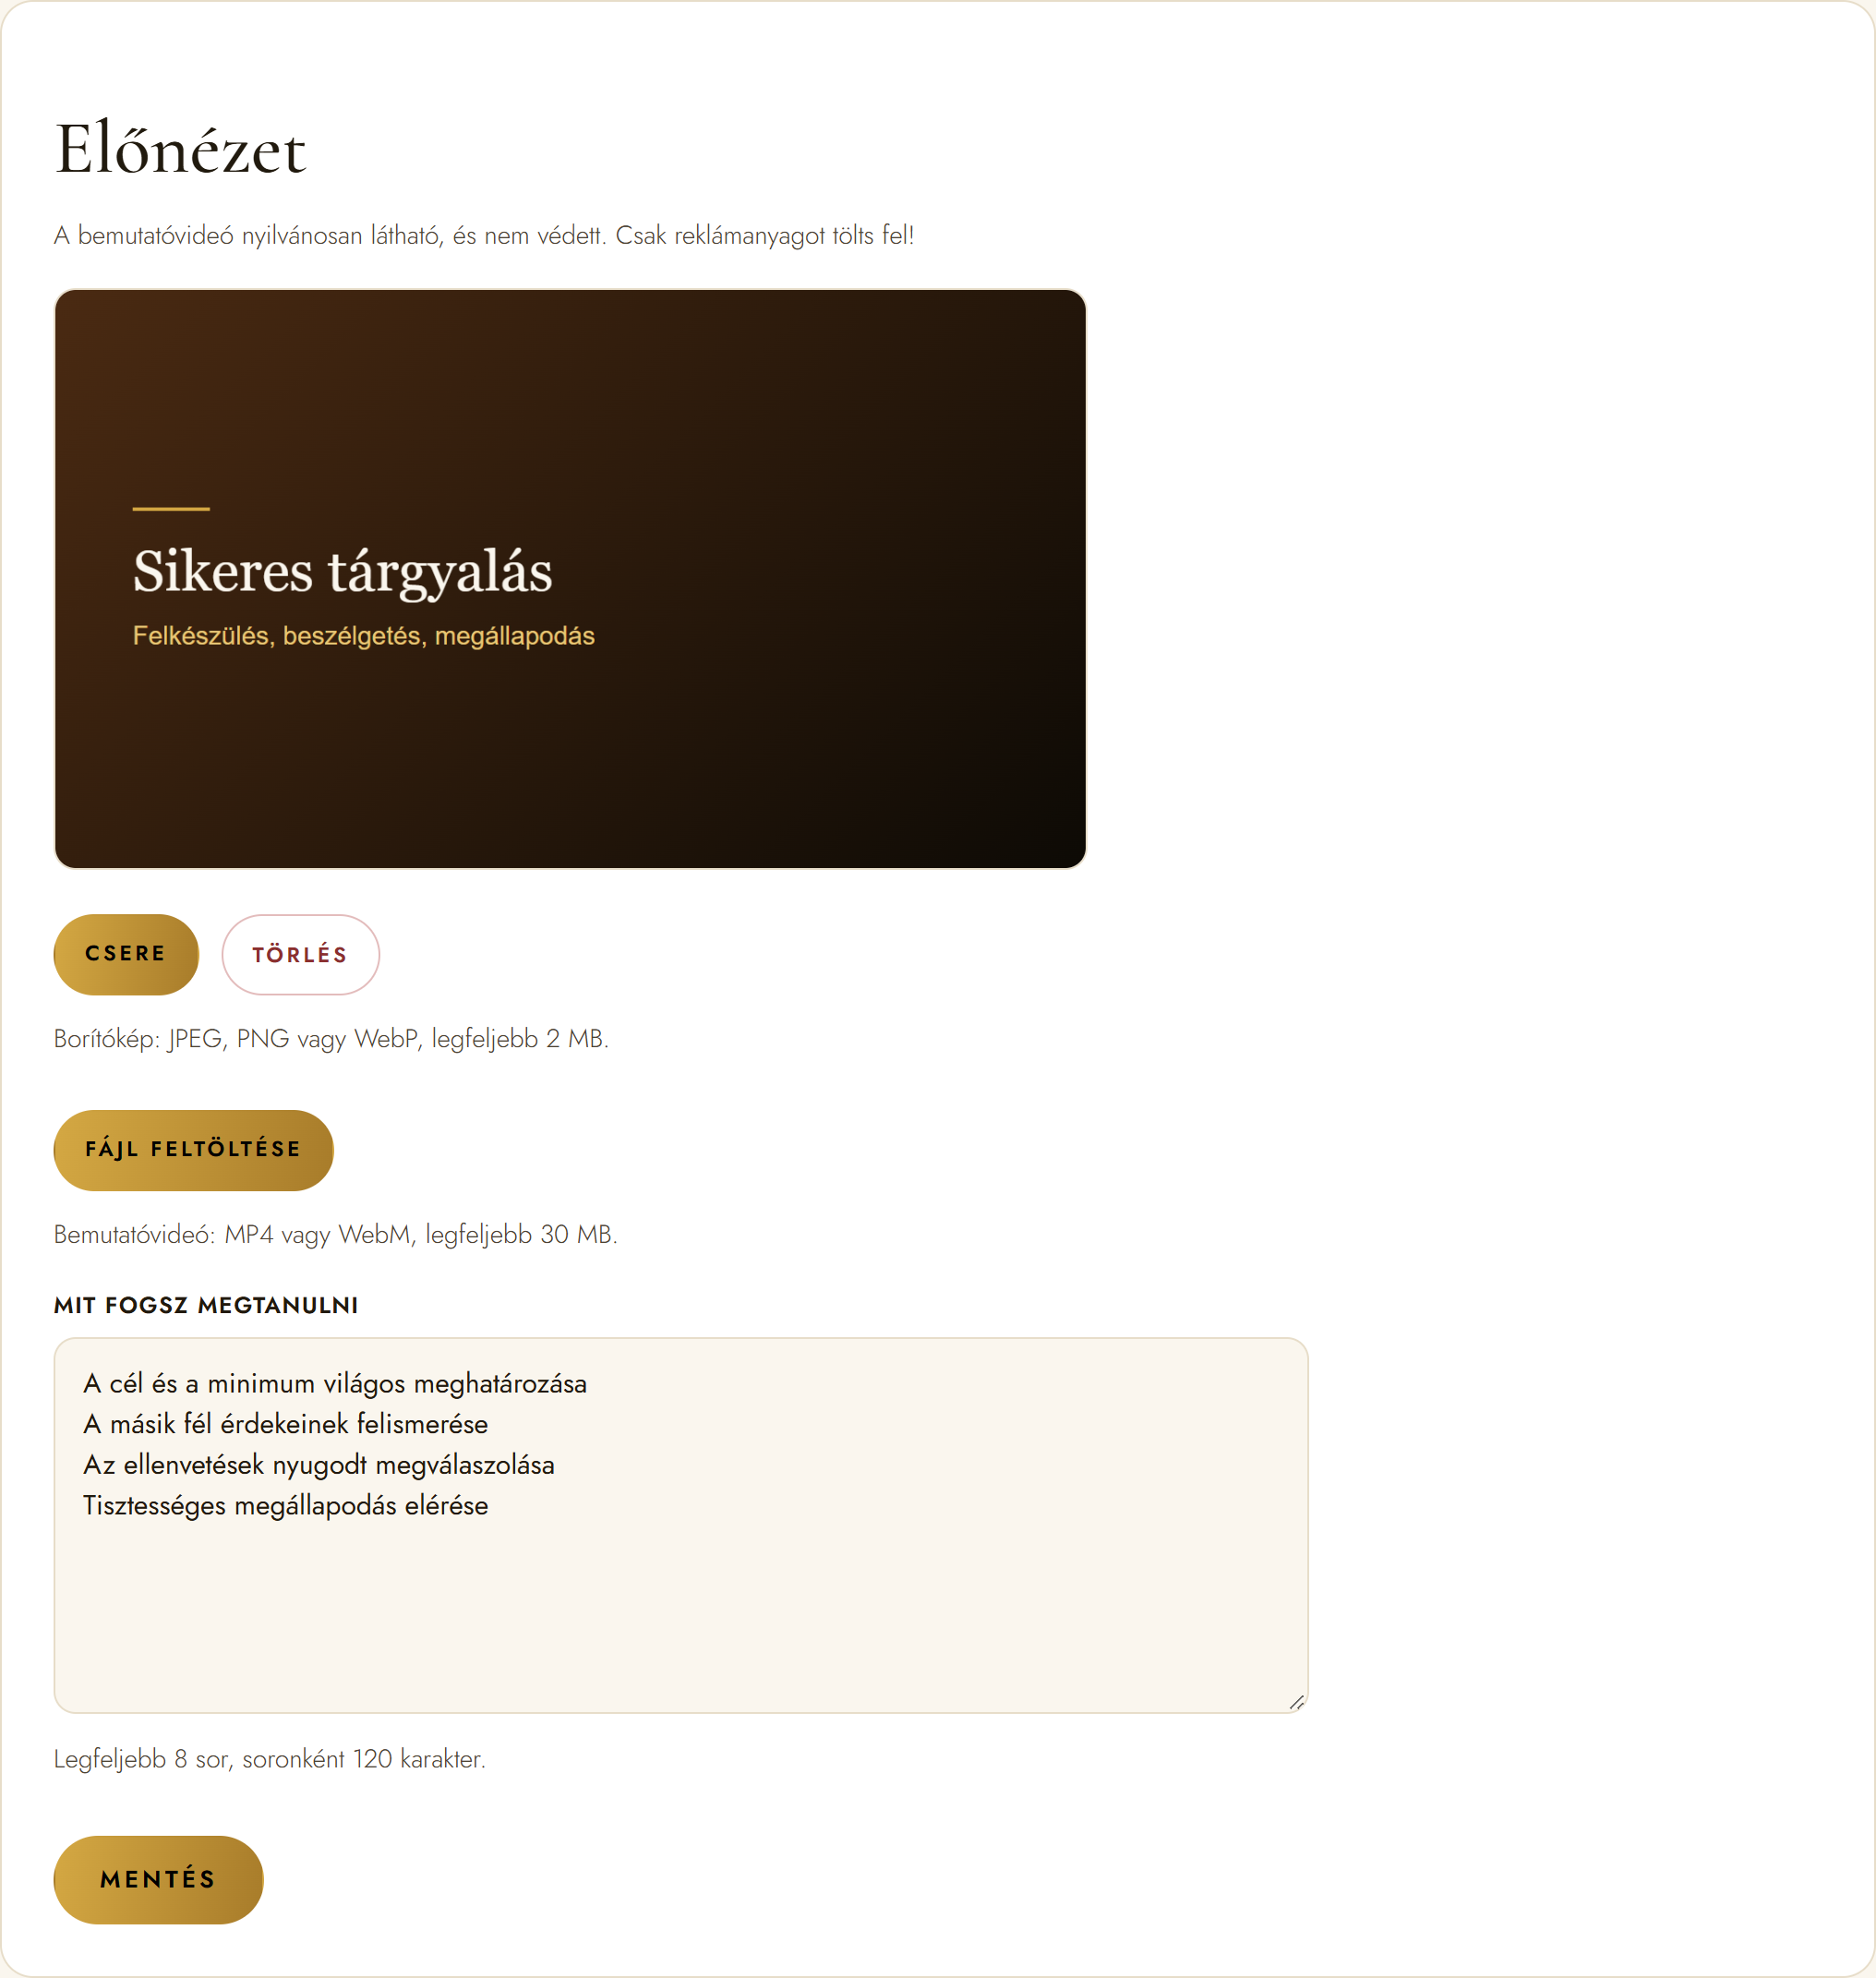 Előnézet
A bemutatóvideó nyilvánosan látható, és nem védett. Csak reklámanyagot tölts fel!
Sikeres tárgyalás
Felkészülés, beszélgetés, megállapodás
CSERE
TÖRLÉS
Borítókép: JPEG, PNG vagy WebP, legfeljebb 2 MB.
FÁJL FELTÖLTÉSE
Bemutatóvideó: MP4 vagy WebM, legfeljebb 30 MB.
MIT FOGSZ MEGTANULNI
A cél és a minimum világos meghatározása
A másik fél érdekeinek felismerése
Az ellenvetések nyugodt megválaszolása
Tisztességes megállapodás elérése
Legfeljebb 8 sor, soronként 120 karakter.
MENTÉS